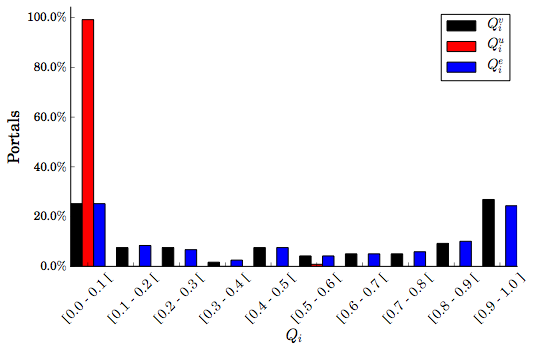 100.0%
80.0%
60.0%
40.0%
20.0%
0.0%
Portals
Q_i^v
Q_i^u
Q_i^e
[0.0 - 0.1[
[0.1 - 0.2[
[0.2 - 0.3[
[0.3 - 0.4[
[0.4 - 0.5[
[0.5 - 0.6[
[0.6 - 0.7[
[0.7 - 0.8[
[0.8 - 0.9[
[0.9 - 1.0]
Q_i